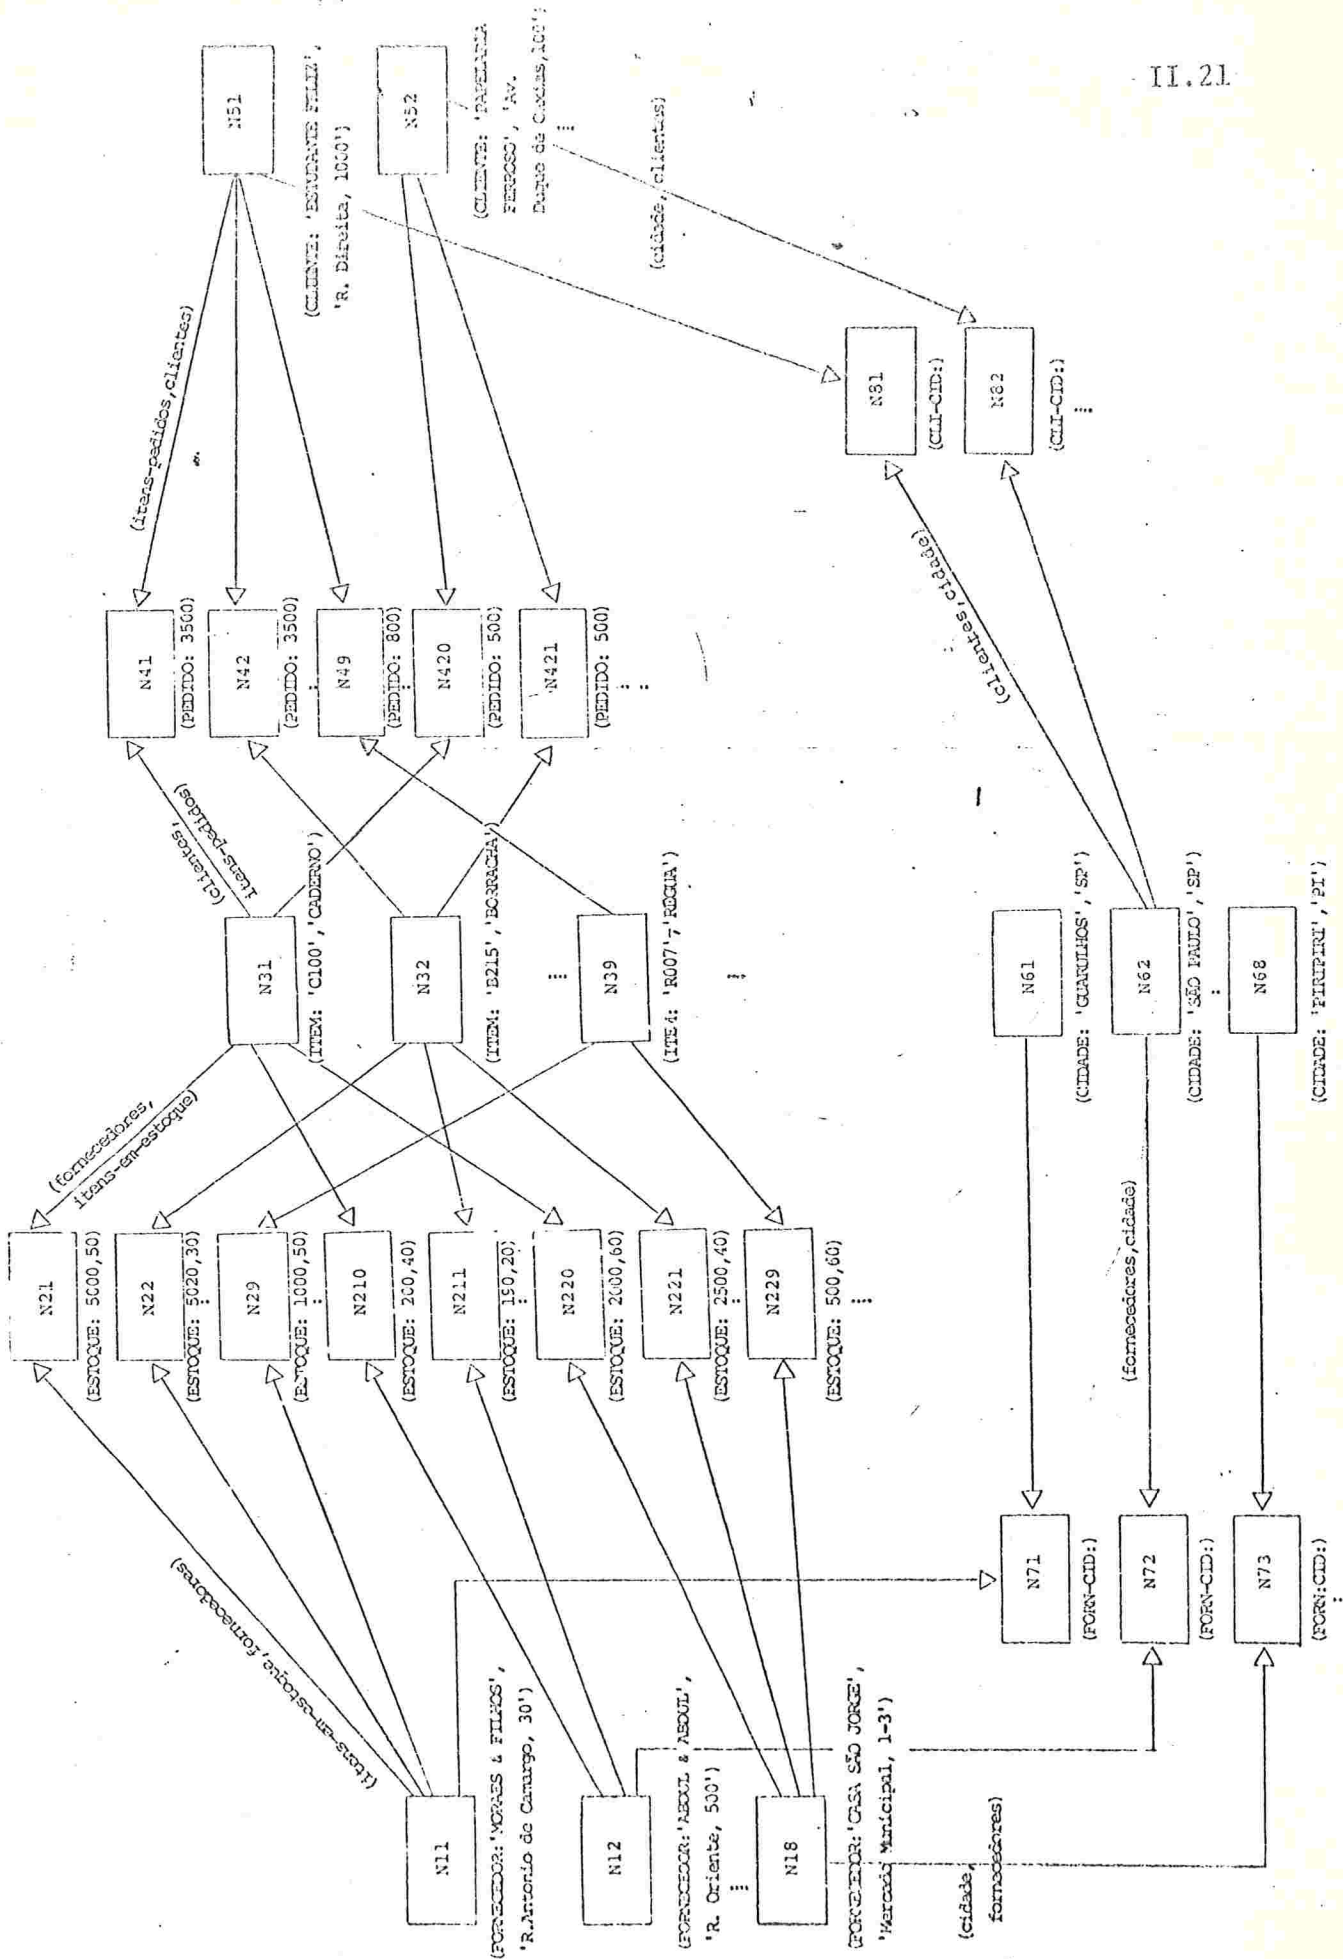 II.21
N51
(CLIENTE: 'ESTUDANTE FELIZ',
'R. Direita, 1000')
N52
(CLIENTE: 'PAPELARIA
FERROSO', 'Av.
Duque de Caxias,100')
⋮
(cidade, clientes)
(itens-pedidos,clientes)
N81
(CLI-CID:)
N82
(CLI-CID:)
⋮
N41
(PEDIDO: 3500)
N42
(PEDIDO: 3500)
⋮
N49
(PEDIDO: 800)
⋮
N420
(PEDIDO: 500)
N421
(PEDIDO: 500)
⋮
(clientes,
itens-pedidos)
(clientes,cidade)
N31
(ITEM: 'C100','CADERNO')
N32
(ITEM: 'B215','BORRACHA')
⋮
N39
'R007','REGUA')
⋮
N61
(CIDADE: 'GUARULHOS','SP')
N62
(CIDADE: 'SÃO PAULO','SP')
⋮
N68
(CIDADE: 'PIRIPIRI','PI')
(fornecedores,
itens-em-estoque)
(fornecedores,cidade)
N21
(ESTOQUE: 5000,50)
N22
(ESTOQUE: 5020,30)
⋮
N29
(ESTOQUE: 1000,50)
⋮
N210
(ESTOQUE: 200,40)
N211
(ESTOQUE: 150,20)
⋮
N220
(ESTOQUE: 2000,60)
N221
(ESTOQUE: 2500,40)
⋮
N229
(ESTOQUE: 500,60)
⋮
N71
(FORN-CID:)
N72
(FORN-CID:)
N73
(FORN:CID:)
⋮
(itens-em-estoque,fornecedores)
N11
(FORNECEDOR:'MORAES & FILHOS',
'R.Antonio de Camargo, 30')
N12
(FORNECEDOR:'ABDUL & ABDUL',
'R. Oriente, 500')
⋮
N18
(FORNECEDOR:'CASA SÃO JORGE',
'Mercado Municipal, 1-3')
(cidade,
fornecedores)